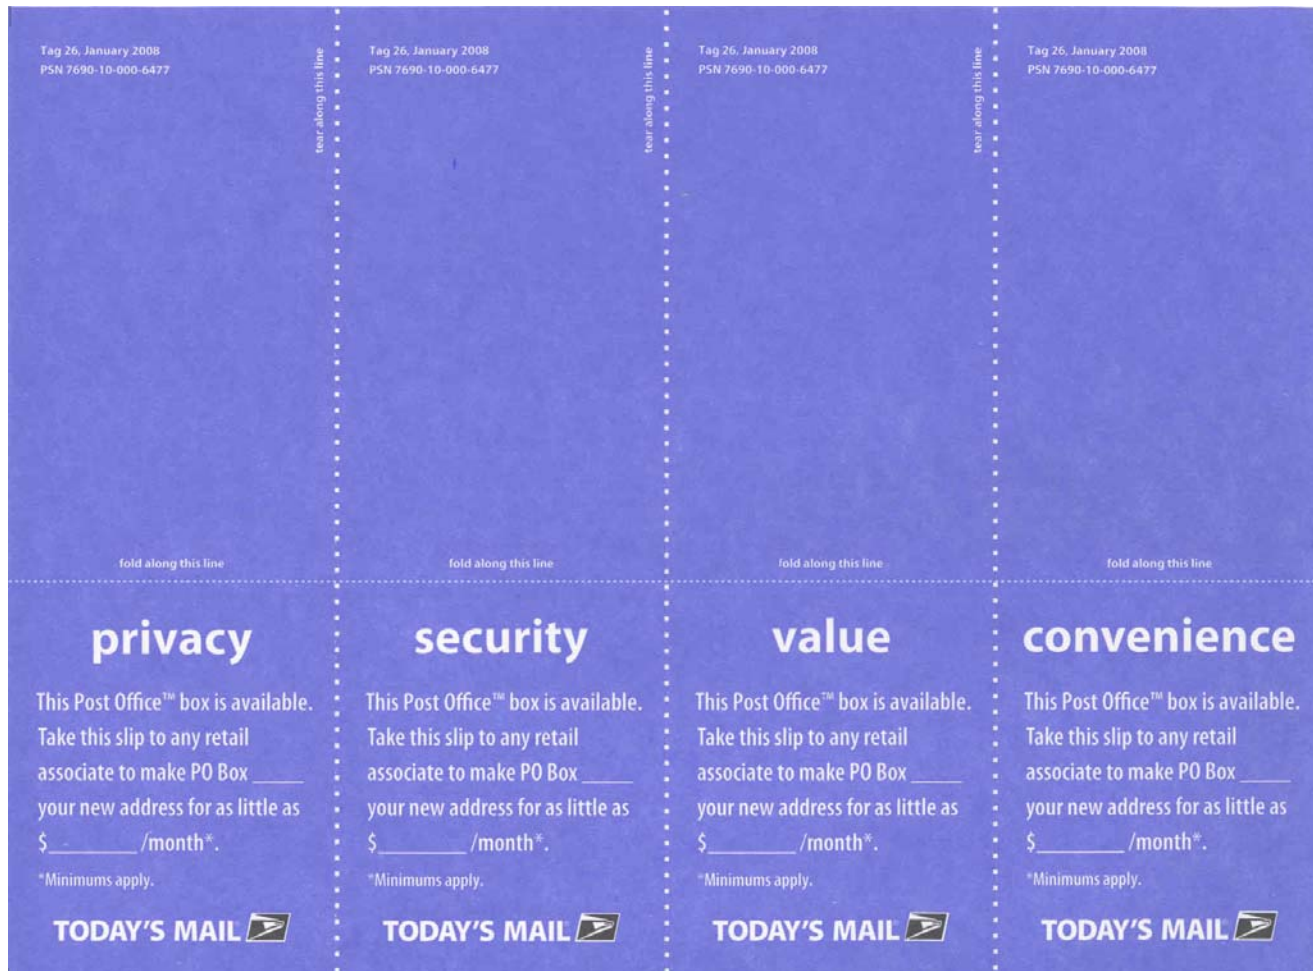 Tag 26, January 2008
PSN 7690-10-000-6477
tear along this line
fold along this line
privacy
This Post Office™ box is available.
Take this slip to any retail
associate to make PO Box _____
your new address for as little as
$_________ /month*.
*Minimums apply.
TODAY'S MAIL
Tag 26, January 2008
PSN 7690-10-000-6477
tear along this line
fold along this line
security
This Post Office™ box is available.
Take this slip to any retail
associate to make PO Box _____
your new address for as little as
$_________ /month*.
*Minimums apply.
TODAY'S MAIL
Tag 26, January 2008
PSN 7690-10-000-6477
tear along this line
fold along this line
value
This Post Office™ box is available.
Take this slip to any retail
associate to make PO Box _____
your new address for as little as
$_________ /month*.
*Minimums apply.
TODAY'S MAIL
Tag 26, January 2008
PSN 7690-10-000-6477
fold along this line
convenience
This Post Office™ box is available.
Take this slip to any retail
associate to make PO Box _____
your new address for as little as
$_________ /month*.
*Minimums apply.
TODAY'S MAIL